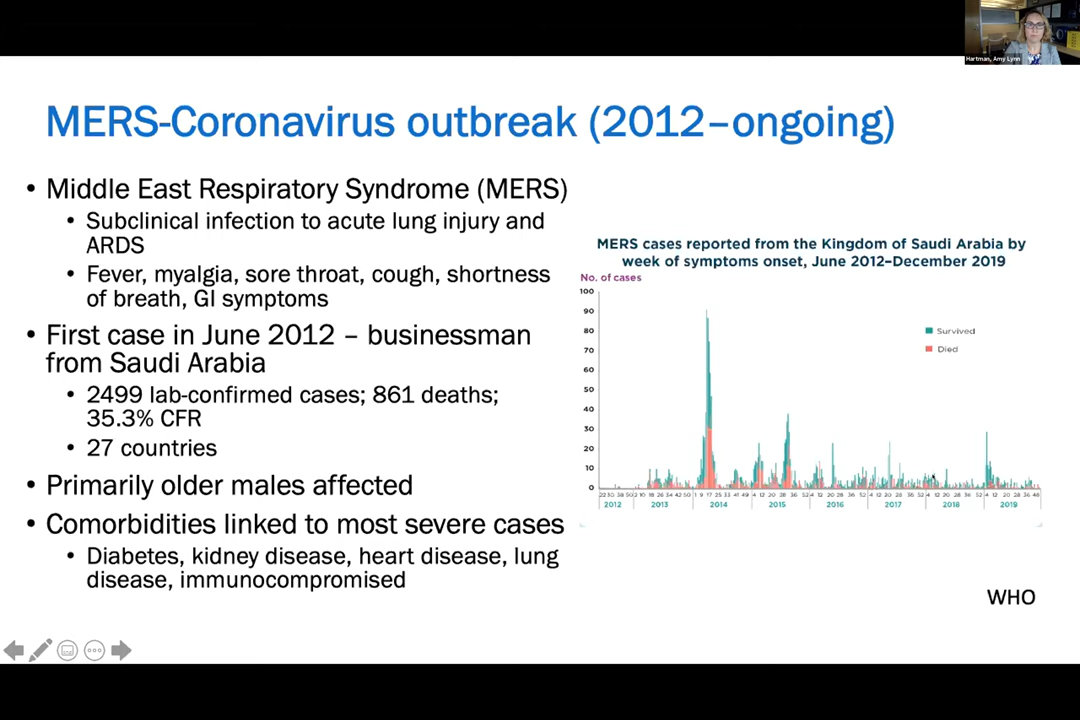 Hartman, Amy Lynn
MERS-Coronavirus outbreak (2012–ongoing)
• Middle East Respiratory Syndrome (MERS)
• Subclinical infection to acute lung injury and
ARDS
• Fever, myalgia, sore throat, cough, shortness
of breath, GI symptoms
• First case in June 2012 – businessman
from Saudi Arabia
• 2499 lab-confirmed cases; 861 deaths;
35.3% CFR
• 27 countries
• Primarily older males affected
• Comorbidities linked to most severe cases
• Diabetes, kidney disease, heart disease, lung
disease, immunocompromised
MERS cases reported from the Kingdom of Saudi Arabia by
week of symptoms onset, June 2012–December 2019
No. of cases
100
90
80
70
60
50
40
30
20
10
0
Survived
Died
2012 2013 2014 2015 2016 2017 2018 2019
WHO